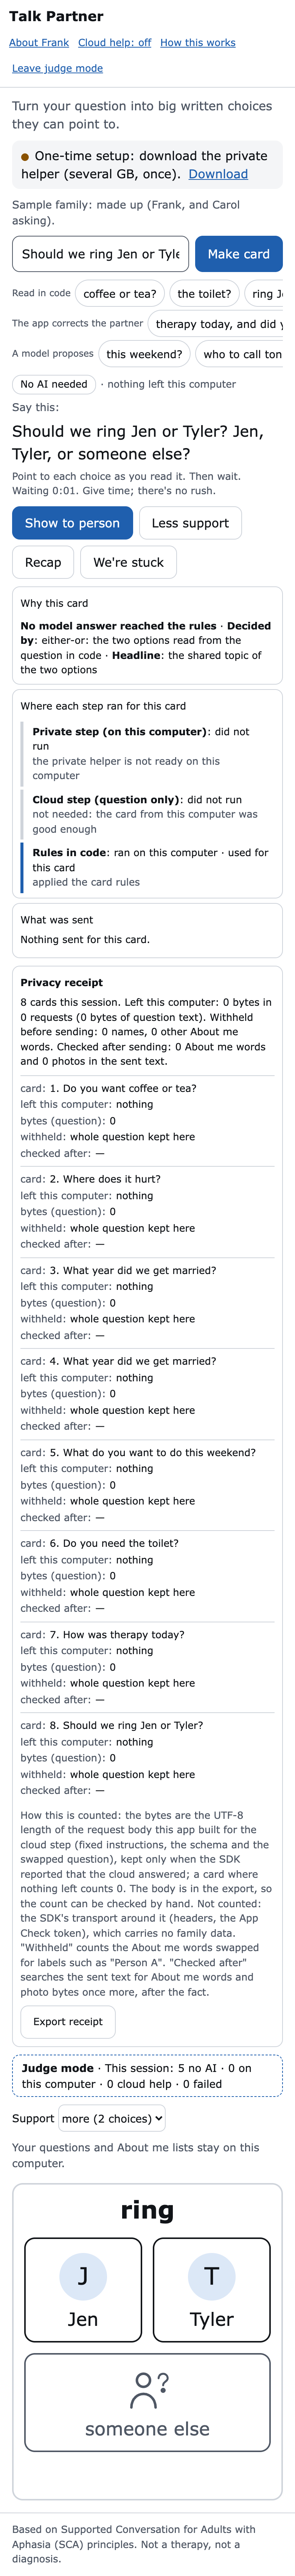 Talk Partner
About Frank Cloud help: off How this works
Leave judge mode
Turn your question into big written choices
they can point to.
One-time setup: download the private
helper (several GB, once). Download
Sample family: made up (Frank, and Carol
asking).
Should we ring Jen or Tyle Make card
Read in code coffee or tea? the toilet? ring J
The app corrects the partner therapy today, and did y
A model proposes this weekend? who to call ton
No AI needed · nothing left this computer
Say this:
Should we ring Jen or Tyler? Jen,
Tyler, or someone else?
Point to each choice as you read it. Then wait.
Waiting 0:01. Give time; there's no rush.
Show to person Less support
Recap We're stuck
Why this card
No model answer reached the rules · Decided
by: either-or: the two options read from the
question in code · Headline: the shared topic of
the two options
Where each step ran for this card
Private step (on this computer): did not
run
the private helper is not ready on this
computer
Cloud step (question only): did not run
not needed: the card from this computer was
good enough
Rules in code: ran on this computer · used for
this card
applied the card rules
What was sent
Nothing sent for this card.
Privacy receipt
8 cards this session. Left this computer: 0 bytes in
0 requests (0 bytes of question text). Withheld
before sending: 0 names, 0 other About me
words. Checked after sending: 0 About me words
and 0 photos in the sent text.
card: 1. Do you want coffee or tea?
left this computer: nothing
bytes (question): 0
withheld: whole question kept here
checked after: —
card: 2. Where does it hurt?
left this computer: nothing
bytes (question): 0
withheld: whole question kept here
checked after: —
card: 3. What year did we get married?
left this computer: nothing
bytes (question): 0
withheld: whole question kept here
checked after: —
card: 4. What year did we get married?
left this computer: nothing
bytes (question): 0
withheld: whole question kept here
checked after: —
card: 5. What do you want to do this weekend?
left this computer: nothing
bytes (question): 0
withheld: whole question kept here
checked after: —
card: 6. Do you need the toilet?
left this computer: nothing
bytes (question): 0
withheld: whole question kept here
checked after: —
card: 7. How was therapy today?
left this computer: nothing
bytes (question): 0
withheld: whole question kept here
checked after: —
card: 8. Should we ring Jen or Tyler?
left this computer: nothing
bytes (question): 0
withheld: whole question kept here
checked after: —
How this is counted: the bytes are the UTF-8
length of the request body this app built for the
cloud step (fixed instructions, the schema and the
swapped question), kept only when the SDK
reported that the cloud answered; a card where
nothing left counts 0. The body is in the export, so
the count can be checked by hand. Not counted:
the SDK's transport around it (headers, the App
Check token), which carries no family data.
"Withheld" counts the About me words swapped
for labels such as "Person A". "Checked after"
searches the sent text for About me words and
photo bytes once more, after the fact.
Export receipt
Judge mode · This session: 5 no AI · 0 on
this computer · 0 cloud help · 0 failed
Support more (2 choices)
Your questions and About me lists stay on this
computer.
ring
J T
Jen Tyler
?
someone else
Based on Supported Conversation for Adults with
Aphasia (SCA) principles. Not a therapy, not a
diagnosis.